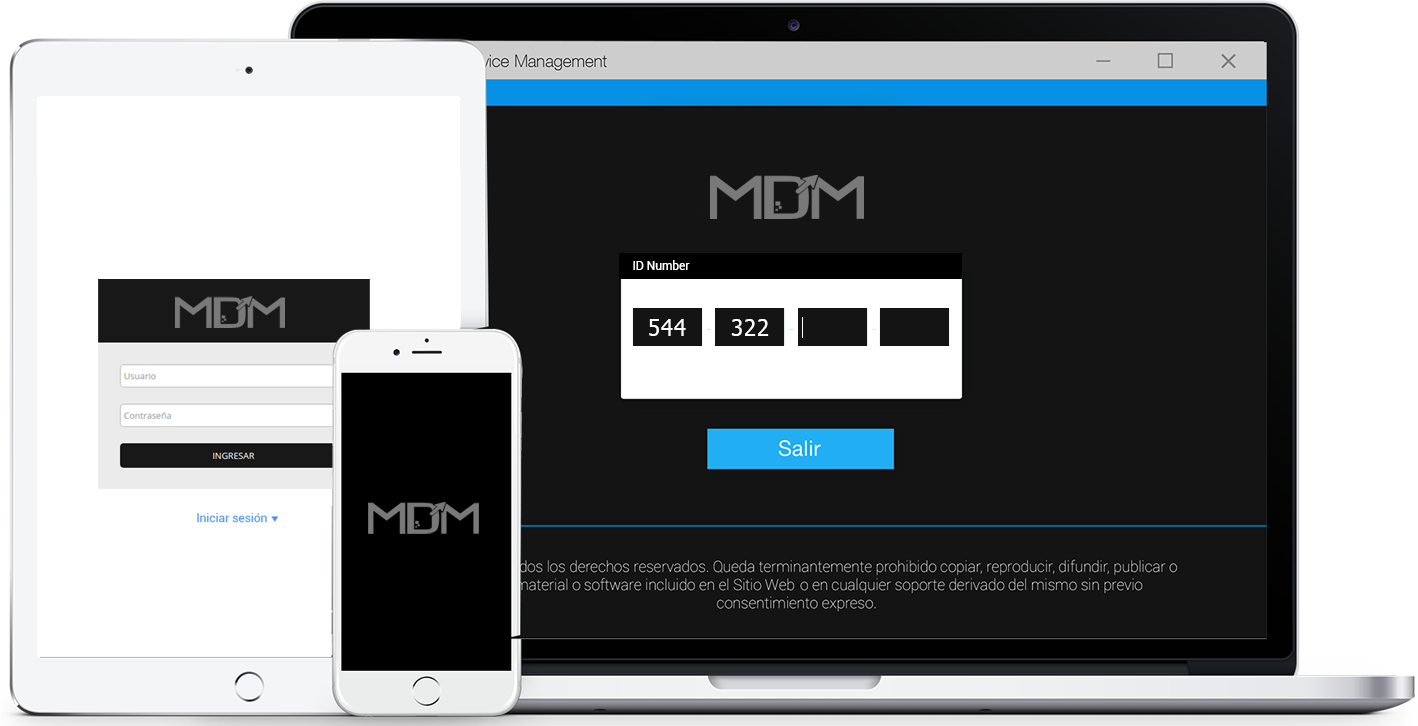 vice Management
MDM
ID Number
544 - 322 - -
Salir
dos los derechos reservados. Queda terminantemente prohibido copiar, reproducir, difundir, publicar o
material o software incluido en el Sitio Web o en cualquier soporte derivado del mismo sin previo
consentimiento expreso.
MDM
Usuario
Contraseña
INGRESAR
Iniciar sesión ▼
MDM